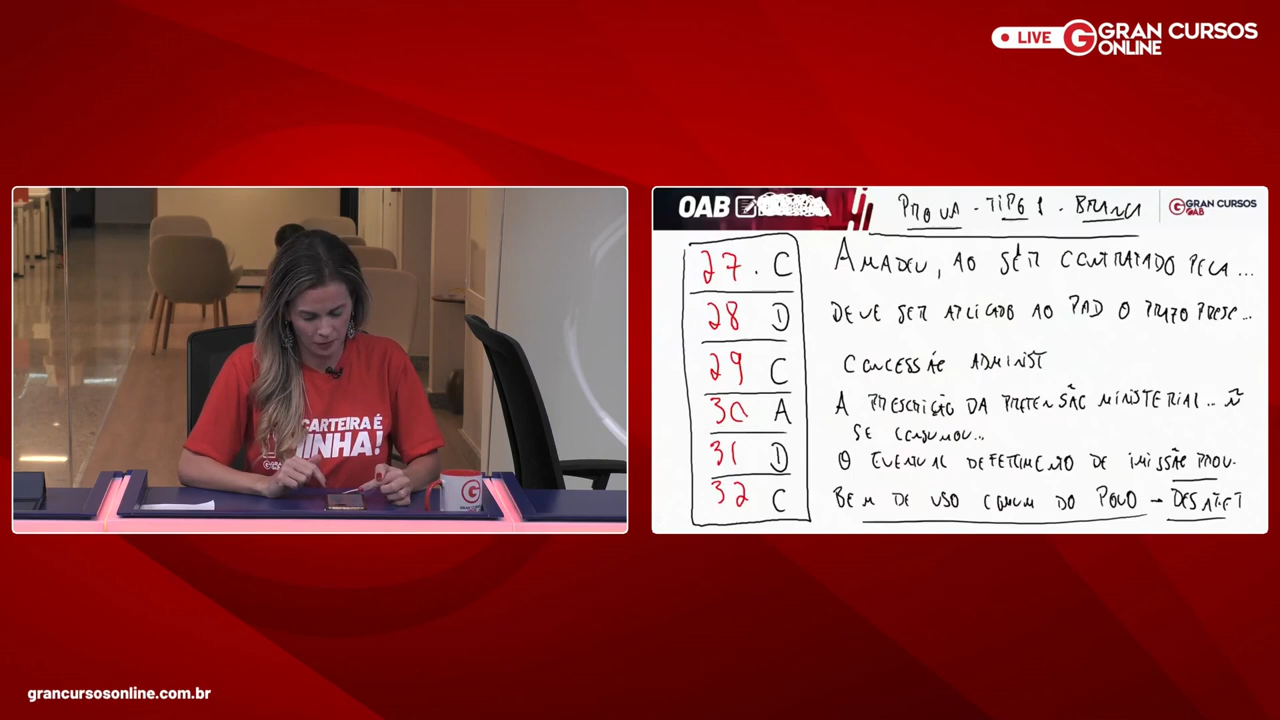 LIVE
GRAN CURSOS
ONLINE
OAB
PROVA - TIPO 1 - BRANCA
GRAN CURSOS
OAB
27. C AMADEU, AO SER CONTRATADO PELA...
28 D DEVE SER APLICADO AO PAD O PRAZO PRESC...
29 C CONCESSÃO ADMINIST
30 A A PRESCRIÇÃO DA PRETENSÃO MINISTERIAL... Ñ
SE CONSUMOU...
31 D O EVENTUAL DEFERIMENTO DE IMISSÃO PROV.
32 C BEM DE USO COMUM DO POVO - DESAFET
CARTEIRA É
MINHA!
grancursosonline.com.br